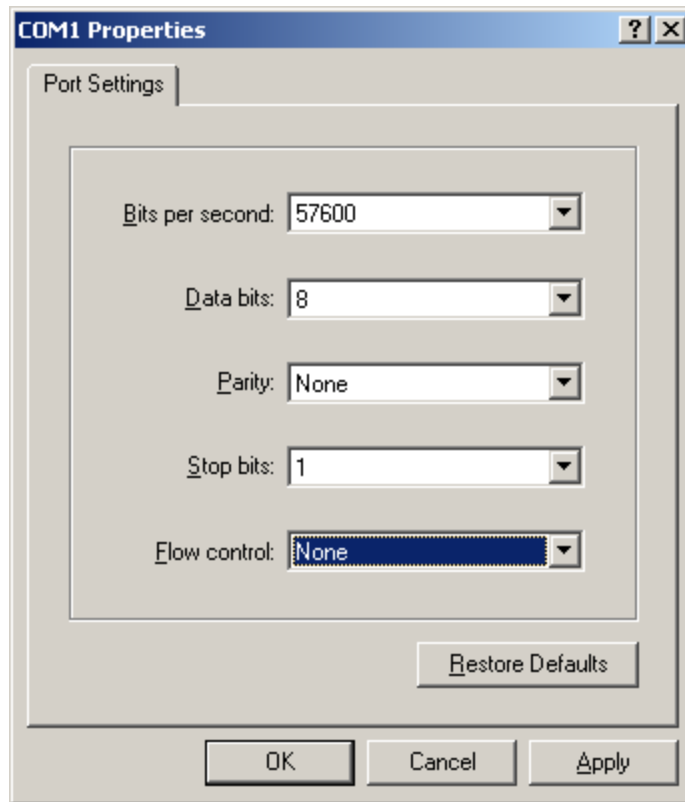 COM1 Properties
Port Settings
Bits per second: 57600
Data bits: 8
Parity: None
Stop bits: 1
Flow control: None
Restore Defaults
OK Cancel Apply